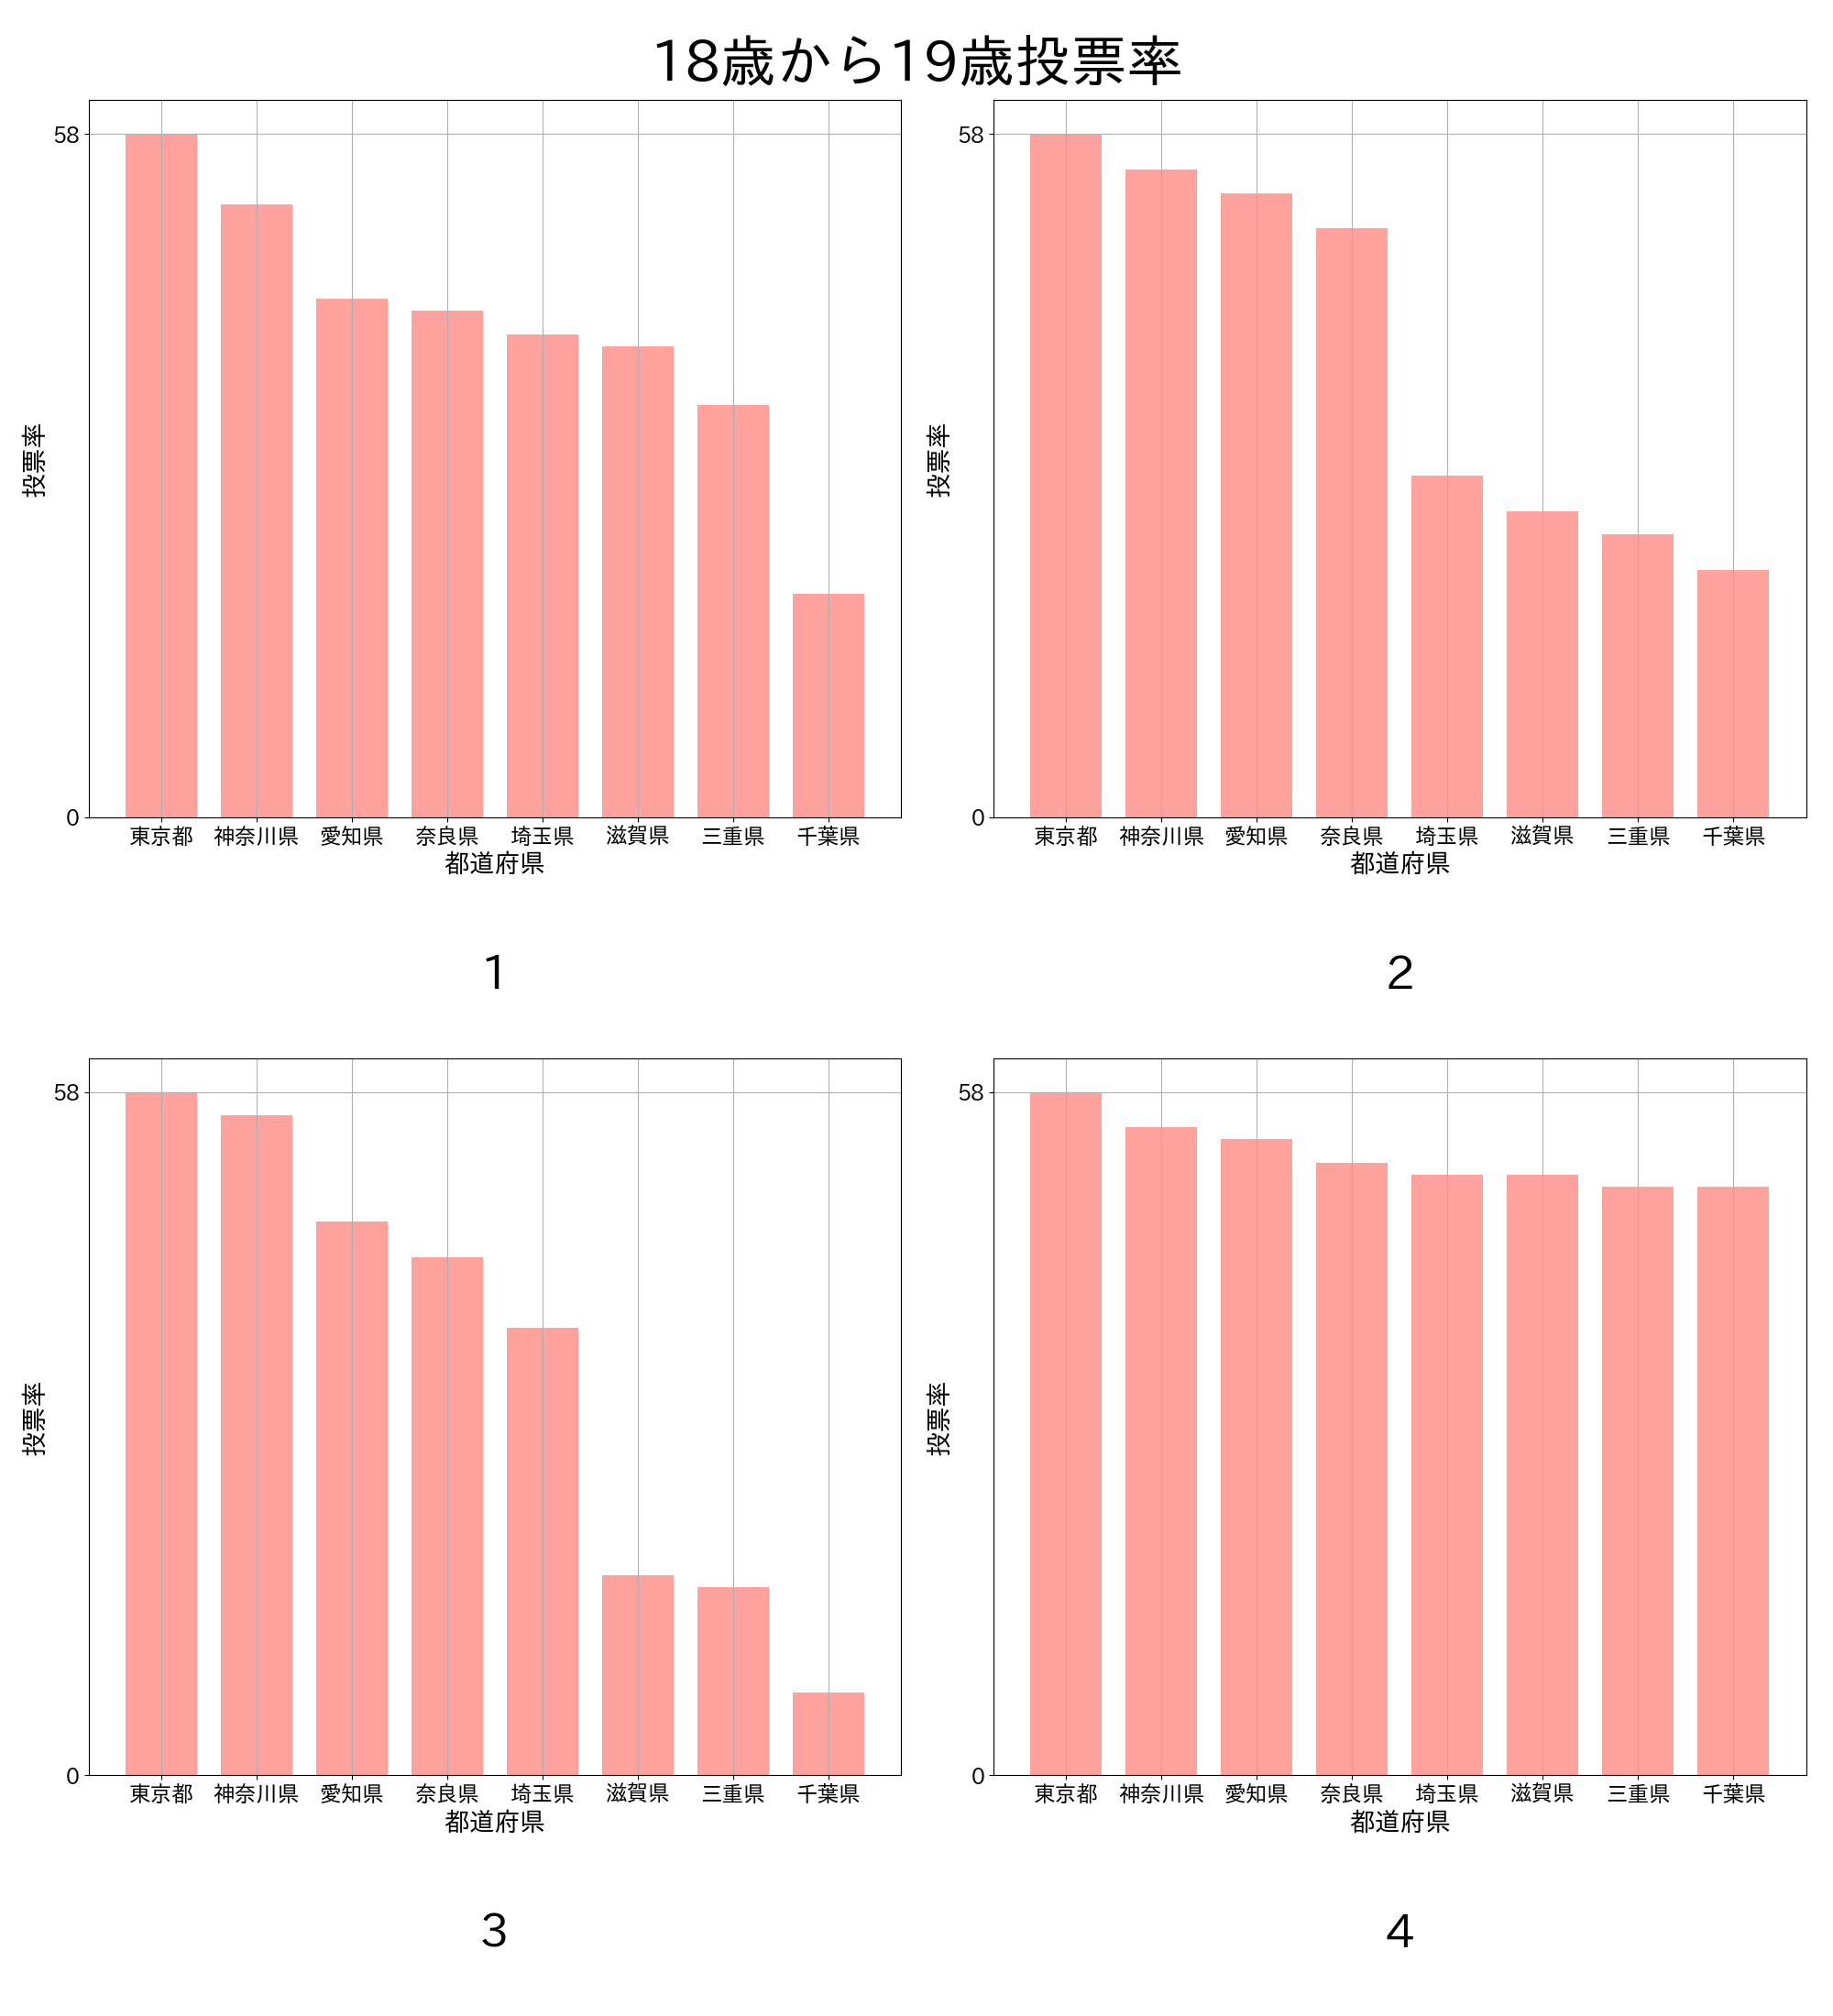 18歳から19歳投票率
58
0
投票率
東京都 神奈川県 愛知県 奈良県 埼玉県 滋賀県 三重県 千葉県
都道府県
1
58
0
投票率
東京都 神奈川県 愛知県 奈良県 埼玉県 滋賀県 三重県 千葉県
都道府県
2
58
0
投票率
東京都 神奈川県 愛知県 奈良県 埼玉県 滋賀県 三重県 千葉県
都道府県
3
58
0
投票率
東京都 神奈川県 愛知県 奈良県 埼玉県 滋賀県 三重県 千葉県
都道府県
4